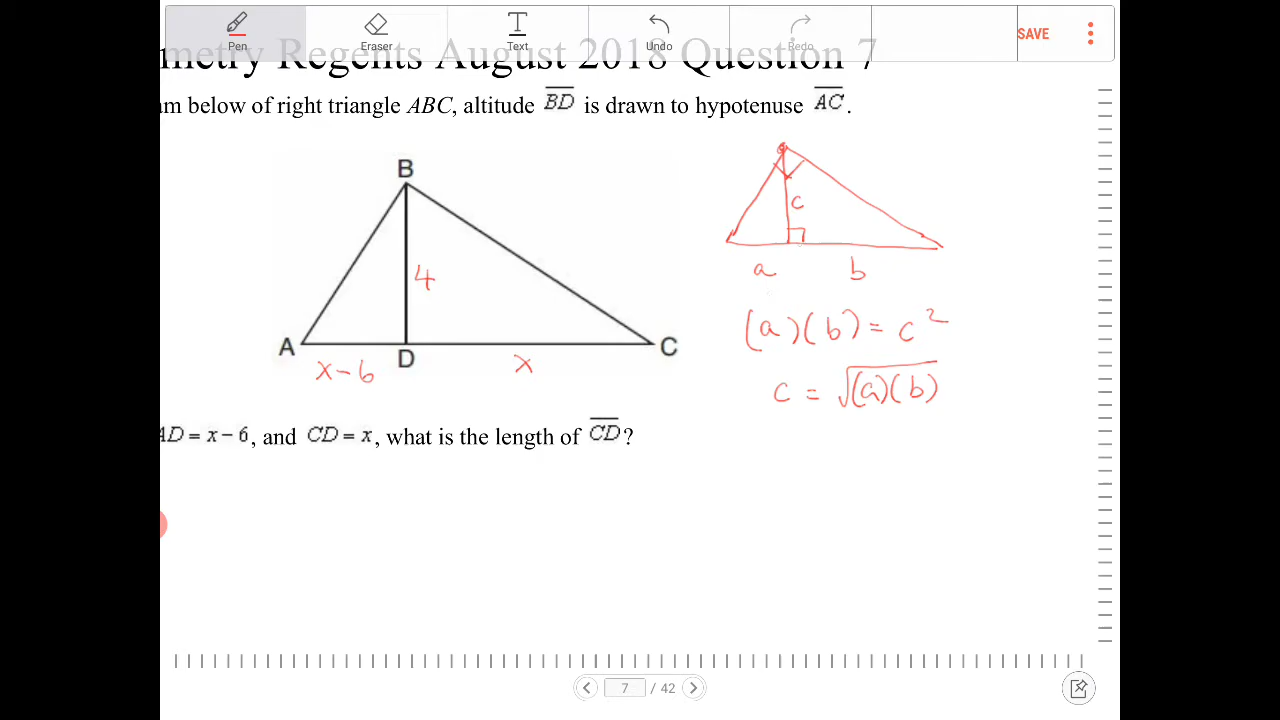 Pen
Eraser
Text
Undo
Redo
SAVE
metry Regents August 2018 Question 7
am below of right triangle ABC, altitude BD is drawn to hypotenuse AC.
B
4
A
D
C
x-6
x
c
a
b
(a)(b) = c²
c = √(a)(b)
AD = x - 6, and CD = x, what is the length of CD?
7 / 42